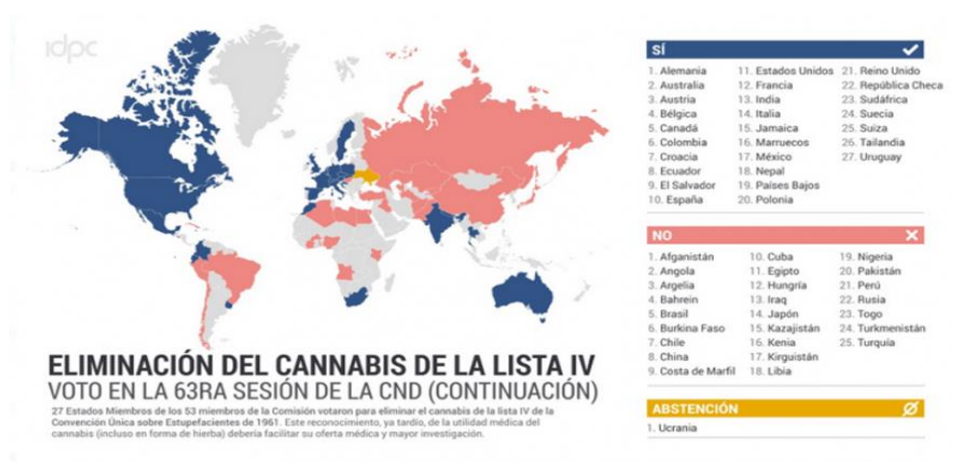 idpc
SÍ
1. Alemania
2. Australia
3. Austria
4. Bélgica
5. Canadá
6. Colombia
7. Croacia
8. Ecuador
9. El Salvador
10. España
11. Estados Unidos
12. Francia
13. India
14. Italia
15. Jamaica
16. Marruecos
17. México
18. Nepal
19. Países Bajos
20. Polonia
21. Reino Unido
22. República Checa
23. Sudáfrica
24. Suecia
25. Suiza
26. Tailandia
27. Uruguay
NO
1. Afganistán
2. Angola
3. Argelia
4. Bahrein
5. Brasil
6. Burkina Faso
7. Chile
8. China
9. Costa de Marfil
10. Cuba
11. Egipto
12. Hungría
13. Iraq
14. Japón
15. Kazajistán
16. Kenia
17. Kirguistán
18. Libia
19. Nigeria
20. Pakistán
21. Perú
22. Rusia
23. Togo
24. Turkmenistán
25. Turquía
ABSTENCIÓN
1. Ucrania
ELIMINACIÓN DEL CANNABIS DE LA LISTA IV
VOTO EN LA 63RA SESIÓN DE LA CND (CONTINUACIÓN)
27 Estados Miembros de los 53 miembros de la Comisión votaron para eliminar el cannabis de la lista IV de la
Convención Única sobre Estupefacientes de 1961. Este reconocimiento, ya tardío, de la utilidad médica del
cannabis (incluso en forma de hierba) debería facilitar su oferta médica y mayor investigación.